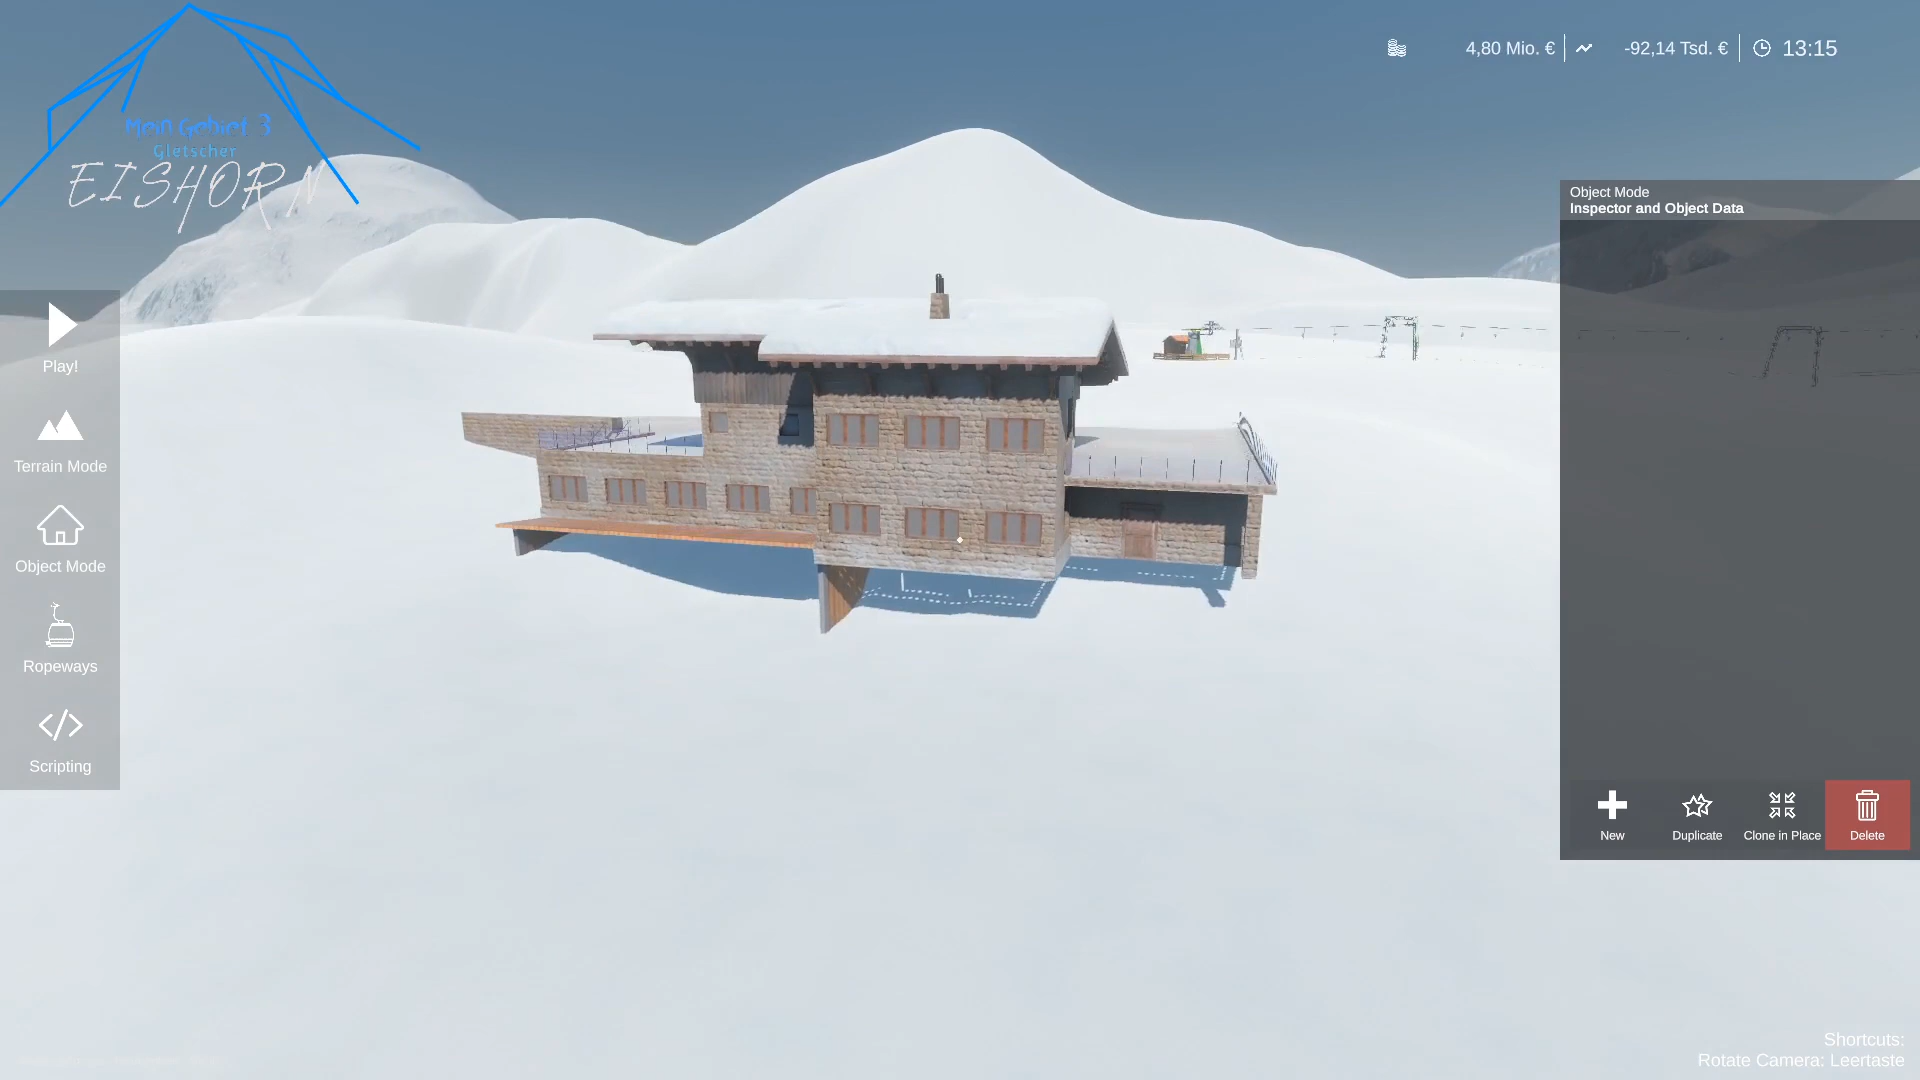 Mein Gebiet 3
Gletscher
EISHORN
4,80 Mio. €
-92,14 Tsd. €
13:15
Object Mode
Inspector and Object Data
Play!
Terrain Mode
Object Mode
Ropeways
Scripting
New
Duplicate
Clone in Place
Delete
Shortcuts:
Rotate Camera: Leertaste